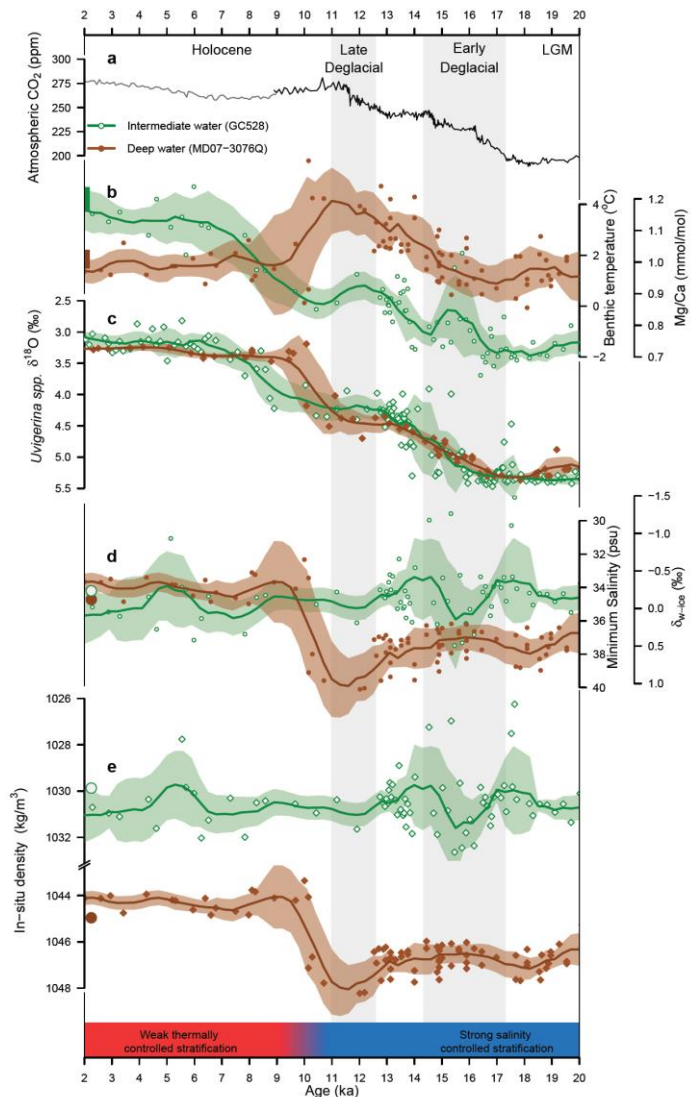 2 3 4 5 6 7 8 9 10 11 12 13 14 15 16 17 18 19 20
Holocene
Late
Deglacial
Early
Deglacial
LGM
a
Atmospheric CO2 (ppm)
300
275
250
225
200
Intermediate water (GC528)
Deep water (MD07−3076Q)
b
4
2
0
−2
Benthic temperature (°C)
1.2
1.1
1.0
0.9
0.8
0.7
Mg/Ca (mmol/mol)
c
Uvigerina spp. δ18O (‰)
2.5
3.0
3.5
4.0
4.5
5.0
5.5
d
30
32
34
36
38
40
Minimum Salinity (psu)
−1.5
−1.0
−0.5
0.0
0.5
1.0
δw−ice (‰)
e
In−situ density (kg/m3)
1026
1028
1030
1032
1044
1046
1048
Weak thermally
controlled stratification
Strong salinity
controlled stratification
2 3 4 5 6 7 8 9 10 11 12 13 14 15 16 17 18 19 20
Age (ka)